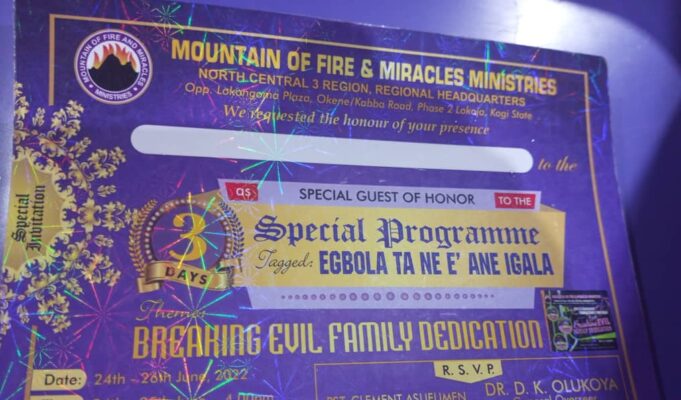 MOUNTAIN OF FIRE AND MIRACLES
MINISTRIES
MOUNTAIN OF FIRE & MIRACLES MINISTRIES
NORTH CENTRAL 3 REGION, REGIONAL HEADQUARTERS
Opp. Lokongoma Plaza, Okene/Kabba Road, Phase 2 Lokoja, Kogi State
We requested the honour of your presence
to the
as SPECIAL GUEST OF HONOR TO THE
Special Invitation
3
DAYS
Special Programme
Tagged: EGBOLA TA NE E' ANE IGALA
Theme:
BREAKING EVIL FAMILY DEDICATION
Date: 24th - 26th June, 2022
R. S. V. P.
PST. CLEMENT
DR. D. K. OLUKOYA
General Overseer